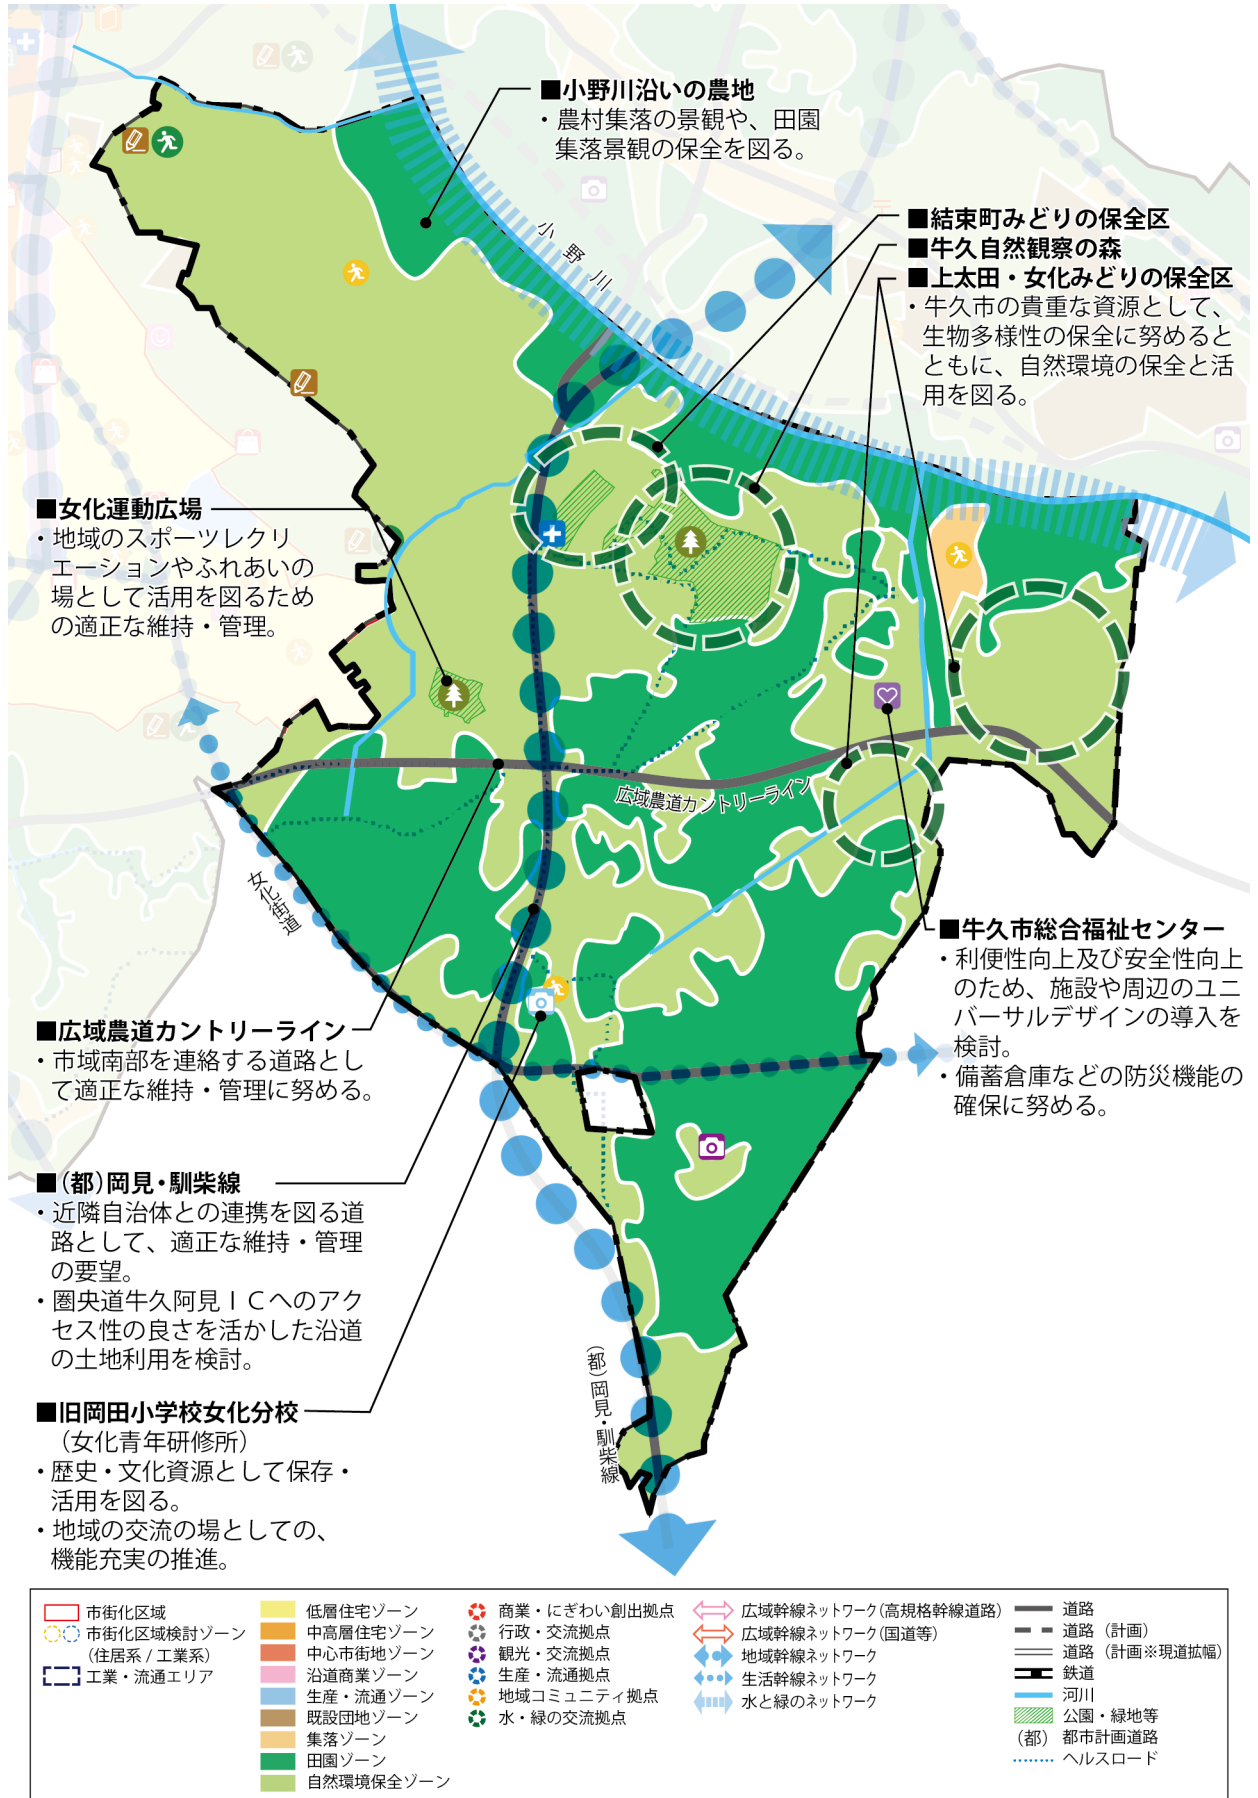 ■小野川沿いの農地
・農村集落の景観や、田園
集落景観の保全を図る。
小野川
■結束町みどりの保全区
■牛久自然観察の森
■上太田・女化みどりの保全区
・牛久市の貴重な資源として、
生物多様性の保全に努めると
ともに、自然環境の保全と活
用を図る。
■女化運動広場
・地域のスポーツレクリ
エーションやふれあいの
場として活用を図るため
の適正な維持・管理。
広域農道カントリーライン
女化街道
■牛久市総合福祉センター
・利便性向上及び安全性向上
のため、施設や周辺のユニ
バーサルデザインの導入を
検討。
・備蓄倉庫などの防災機能の
確保に努める。
■広域農道カントリーライン
・市域南部を連絡する道路とし
て適正な維持・管理に努める。
■(都)岡見・馴柴線
・近隣自治体との連携を図る道
路として、適正な維持・管理
の要望。
・圏央道牛久阿見ICへのアク
セス性の良さを活かした沿道
の土地利用を検討。
(都)岡見・馴柴線
■旧岡田小学校女化分校
(女化青年研修所)
・歴史・文化資源として保存・
活用を図る。
・地域の交流の場としての、
機能充実の推進。
市街化区域
市街化区域検討ゾーン
(住居系/工業系)
工業・流通エリア
低層住宅ゾーン
中高層住宅ゾーン
中心市街地ゾーン
沿道商業ゾーン
生産・流通ゾーン
既設団地ゾーン
集落ゾーン
田園ゾーン
自然環境保全ゾーン
商業・にぎわい創出拠点
行政・交流拠点
観光・交流拠点
生産・流通拠点
地域コミュニティ拠点
水・緑の交流拠点
広域幹線ネットワーク(高規格幹線道路)
広域幹線ネットワーク(国道等)
地域幹線ネットワーク
生活幹線ネットワーク
水と緑のネットワーク
道路
道路(計画)
道路(計画※現道拡幅)
鉄道
河川
公園・緑地等
(都) 都市計画道路
ヘルスロード